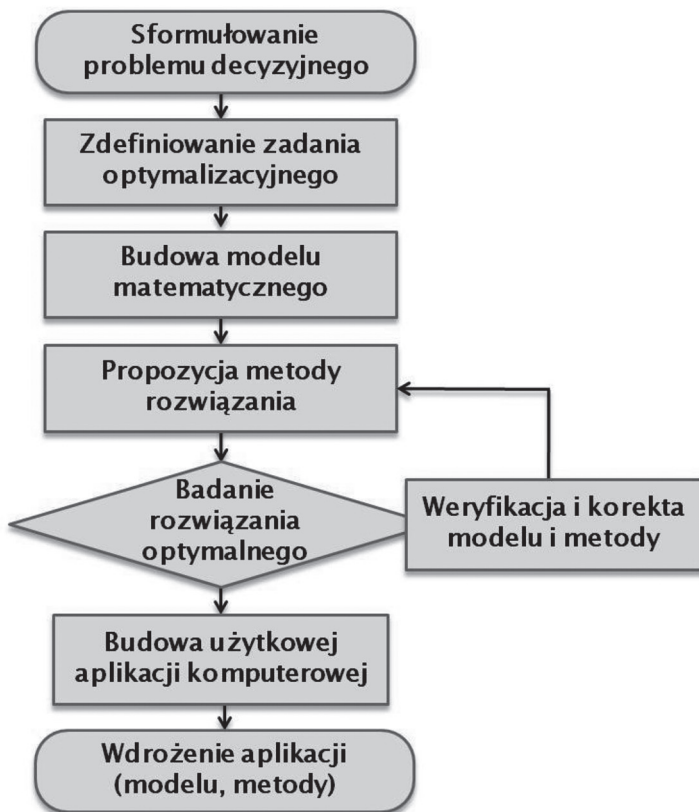 Sformułowanie
problemu decyzyjnego
Zdefiniowanie zadania
optymalizacyjnego
Budowa modelu
matematycznego
Propozycja metody
rozwiązania
Badanie
rozwiązania
optymalnego
Weryfikacja i korekta
modelu i metody
Budowa użytkowej
aplikacji komputerowej
Wdrożenie aplikacji
(modelu, metody)